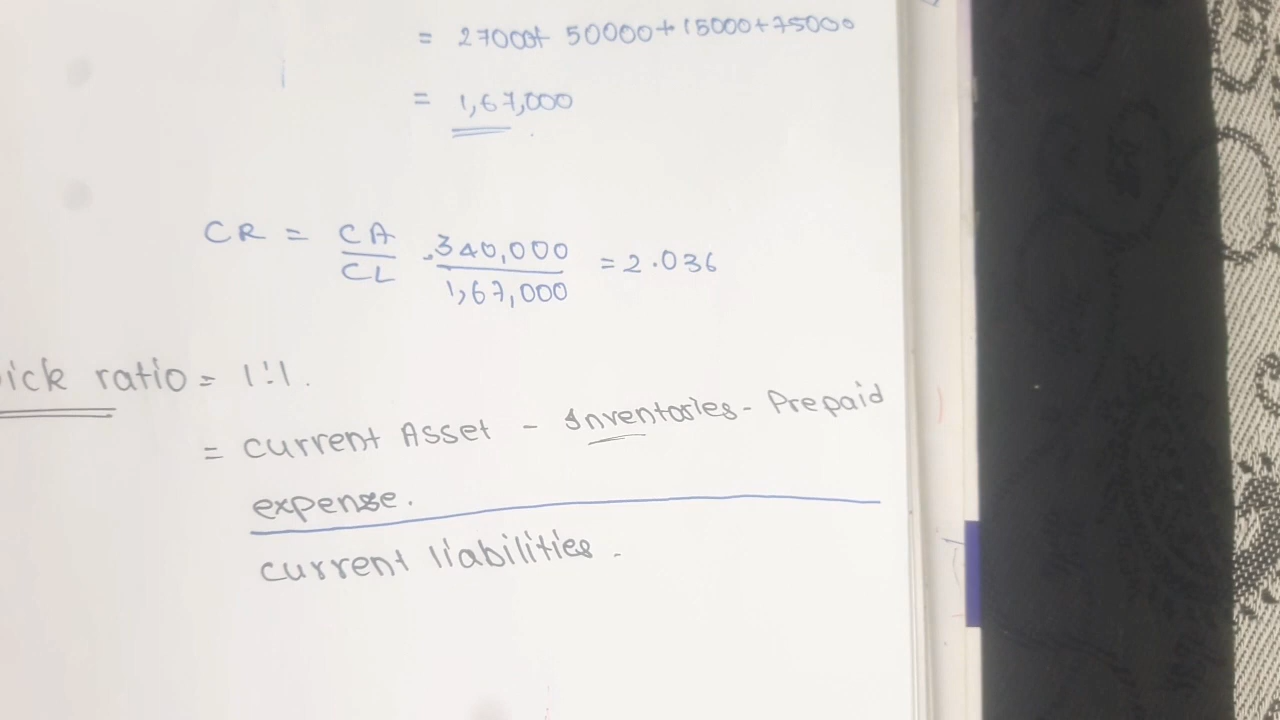 = 27000+ 50000+15000+75000
= 1,67,000
CR = CA/CL 340,000/1,67,000 = 2.036
ick ratio = 1:1.
= current Asset - Inventories - Prepaid
expense.
current liabilities.